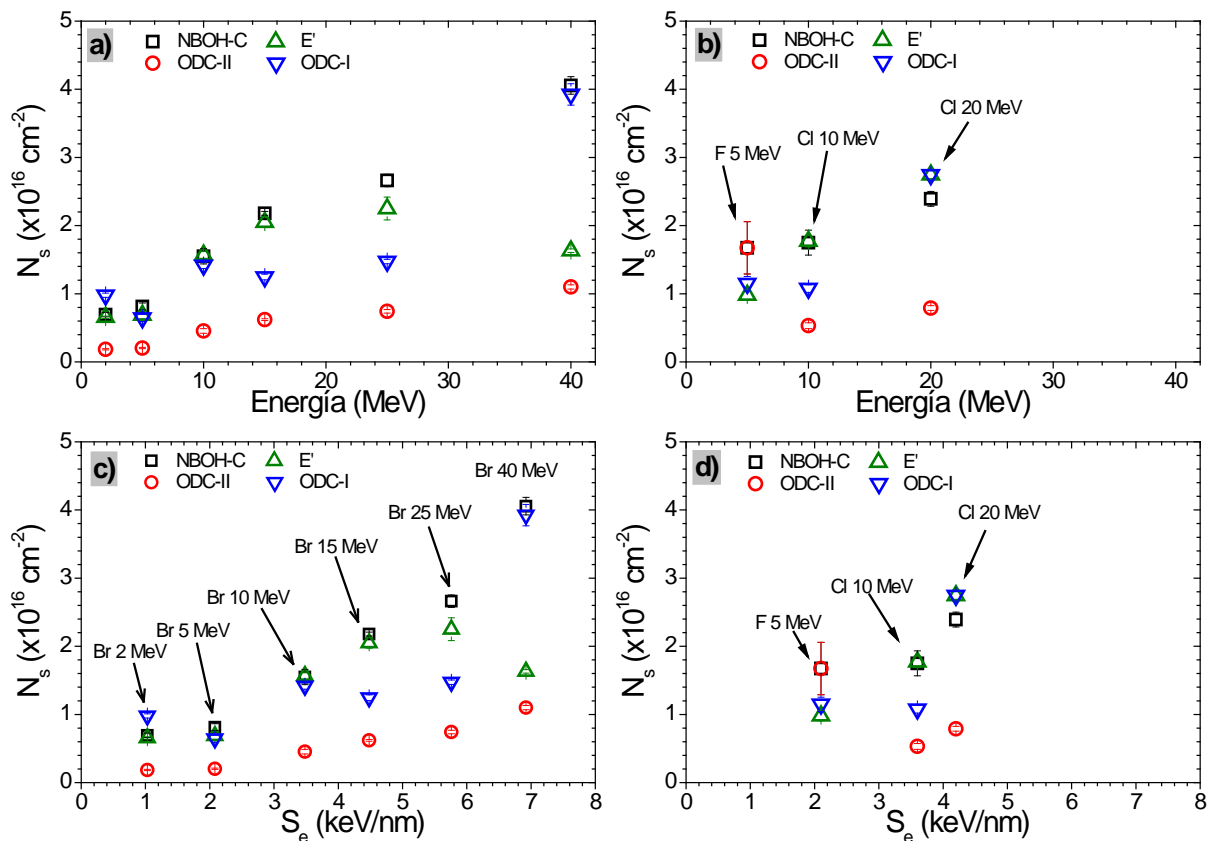 a)
NBOH-C E'
ODC-II ODC-I
5
4
3
2
1
0
N_s (x10^16 cm^-2)
0 10 20 30 40
Energía (MeV)
b)
NBOH-C E'
ODC-II ODC-I
Cl 20 MeV
F 5 MeV Cl 10 MeV
5
4
3
2
1
0
N_s (x10^16 cm^-2)
0 10 20 30 40
Energía (MeV)
c)
NBOH-C E'
ODC-II ODC-I
Br 40 MeV
Br 25 MeV
Br 15 MeV
Br 10 MeV
Br 5 MeV
Br 2 MeV
5
4
3
2
1
0
N_s (x10^16 cm^-2)
0 1 2 3 4 5 6 7 8
S_e (keV/nm)
d)
NBOH-C E'
ODC-II ODC-I
Cl 20 MeV
Cl 10 MeV
F 5 MeV
5
4
3
2
1
0
N_s (x10^16 cm^-2)
0 1 2 3 4 5 6 7 8
S_e (keV/nm)